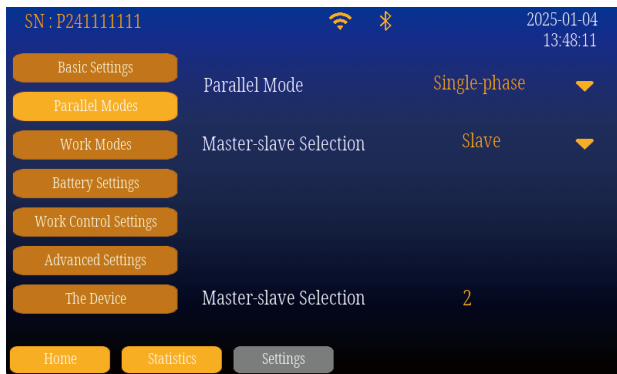 SN : P241111111
2025-01-04
13:48:11
Basic Settings
Parallel Modes
Work Modes
Battery Settings
Work Control Settings
Advanced Settings
The Device
Parallel Mode
Single-phase
Master-slave Selection
Slave
Master-slave Selection
2
Home
Statistics
Settings